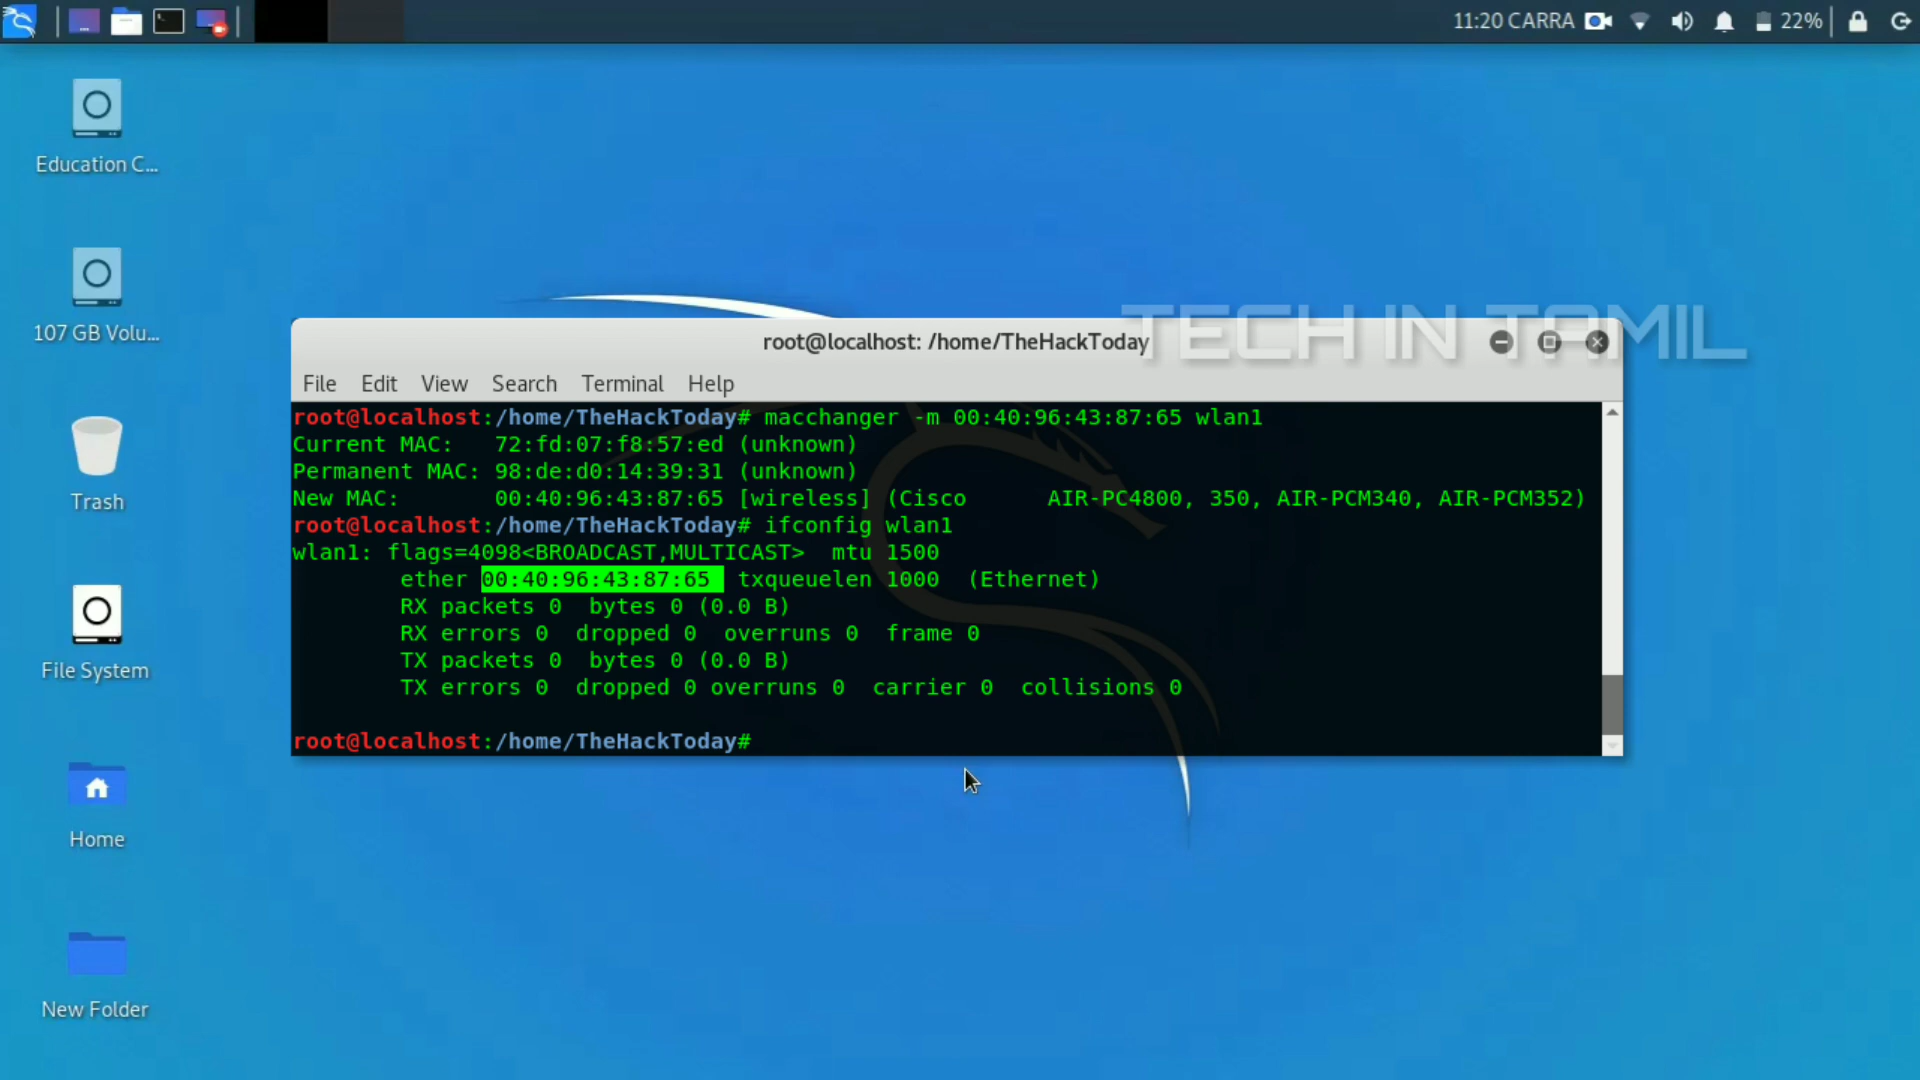 11:20 CARRA 22%
Education C...
107 GB Volu...
Trash
File System
Home
New Folder
TECH IN TAMIL
root@localhost: /home/TheHackToday
File Edit View Search Terminal Help
root@localhost:/home/TheHackToday# macchanger -m 00:40:96:43:87:65 wlan1
Current MAC:   72:fd:07:f8:57:ed (unknown)
Permanent MAC: 98:de:d0:14:39:31 (unknown)
New MAC:       00:40:96:43:87:65 [wireless] (Cisco      AIR-PC4800, 350, AIR-PCM340, AIR-PCM352)
root@localhost:/home/TheHackToday# ifconfig wlan1
wlan1: flags=4098<BROADCAST,MULTICAST>  mtu 1500
        ether 00:40:96:43:87:65  txqueuelen 1000  (Ethernet)
        RX packets 0  bytes 0 (0.0 B)
        RX errors 0  dropped 0  overruns 0  frame 0
        TX packets 0  bytes 0 (0.0 B)
        TX errors 0  dropped 0 overruns 0  carrier 0  collisions 0
root@localhost:/home/TheHackToday#